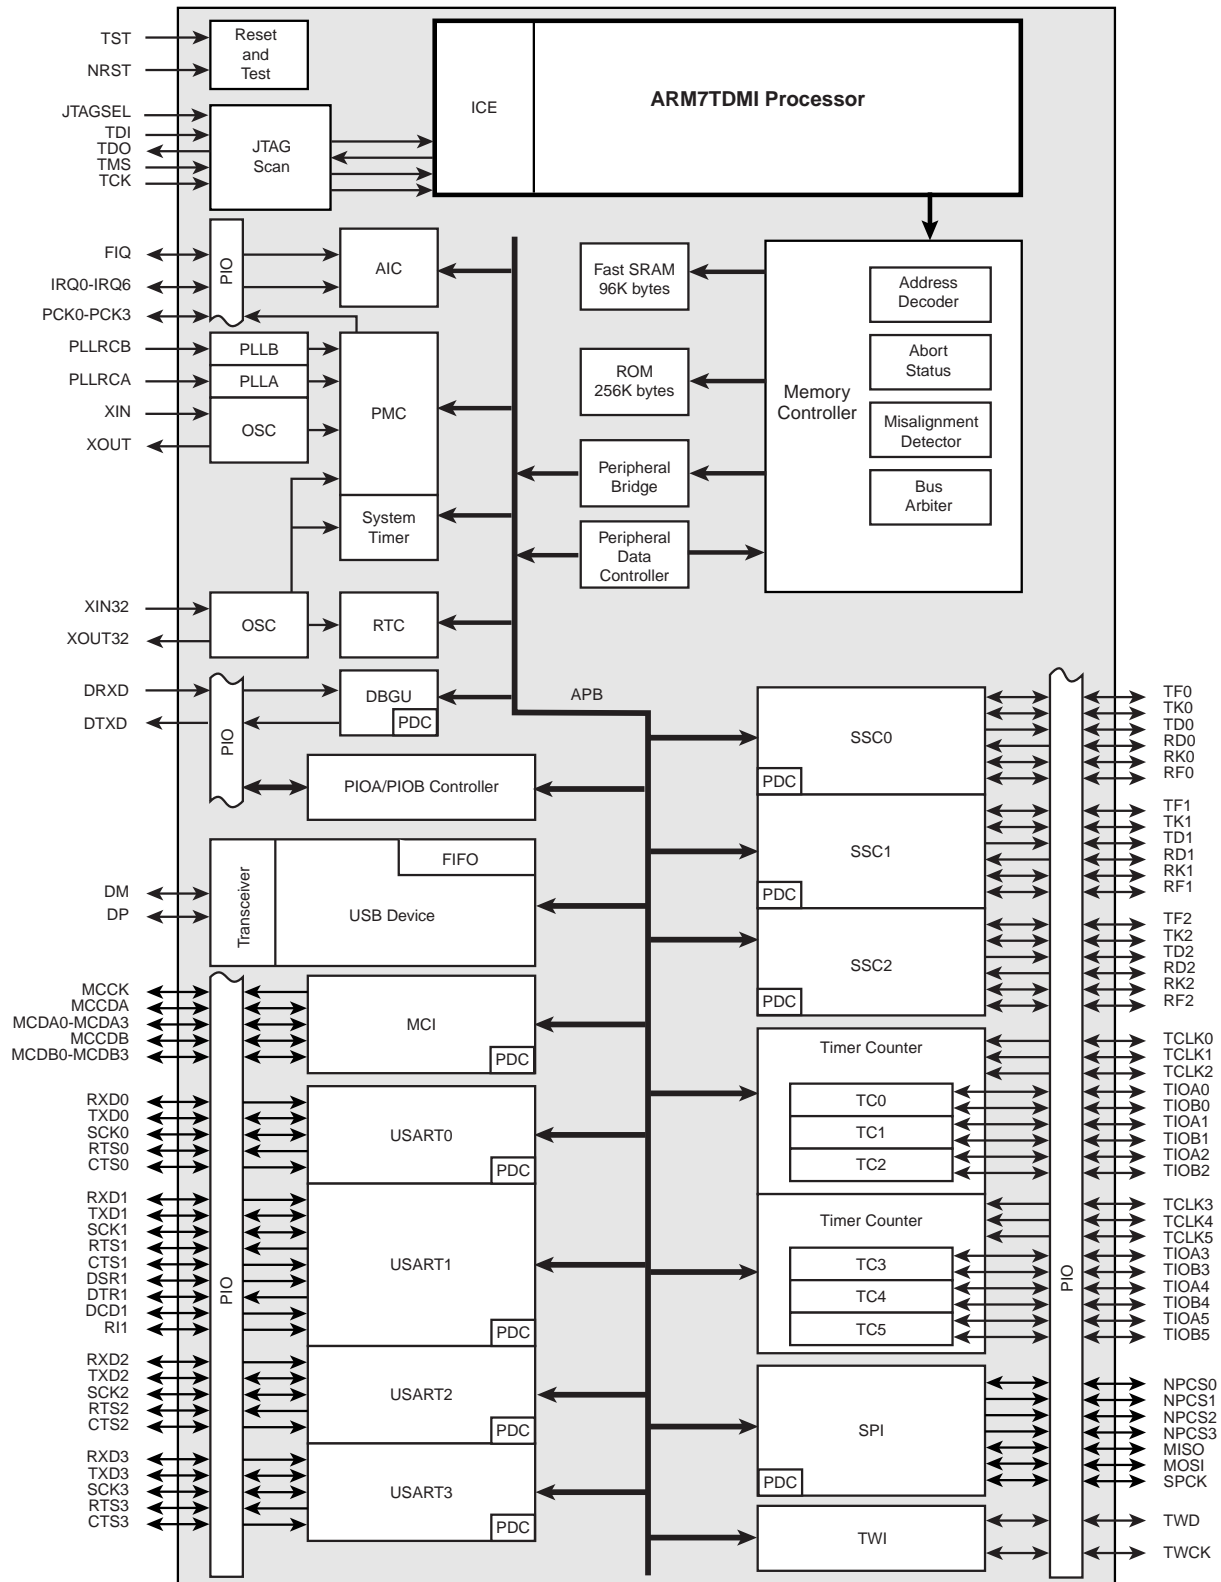 TST
NRST
Reset
and
Test
JTAGSEL
TDI
TDO
TMS
TCK
JTAG
Scan
ICE
ARM7TDMI Processor
FIQ
IRQ0-IRQ6
PCK0-PCK3
PIO
AIC
PLLRCB
PLLRCA
XIN
XOUT
PLLB
PLLA
OSC
PMC
System
Timer
XIN32
XOUT32
OSC
RTC
Fast SRAM
96K bytes
ROM
256K bytes
Peripheral
Bridge
Peripheral
Data
Controller
Memory
Controller
Address
Decoder
Abort
Status
Misalignment
Detector
Bus
Arbiter
DRXD
DTXD
PIO
DBGU
PDC
APB
PIOA/PIOB Controller
DM
DP
Transceiver
FIFO
USB Device
MCCK
MCCDA
MCDA0-MCDA3
MCCDB
MCDB0-MCDB3
MCI
PDC
RXD0
TXD0
SCK0
RTS0
CTS0
USART0
PDC
RXD1
TXD1
SCK1
RTS1
CTS1
DSR1
DTR1
DCD1
RI1
PIO
USART1
PDC
RXD2
TXD2
SCK2
RTS2
CTS2
USART2
PDC
RXD3
TXD3
SCK3
RTS3
CTS3
USART3
PDC
SSC0
PDC
TF0
TK0
TD0
RD0
RK0
RF0
SSC1
PDC
TF1
TK1
TD1
RD1
RK1
RF1
SSC2
PDC
TF2
TK2
TD2
RD2
RK2
RF2
Timer Counter
TC0
TC1
TC2
TCLK0
TCLK1
TCLK2
TIOA0
TIOB0
TIOA1
TIOB1
TIOA2
TIOB2
Timer Counter
TC3
TC4
TC5
PIO
TCLK3
TCLK4
TCLK5
TIOA3
TIOB3
TIOA4
TIOB4
TIOA5
TIOB5
SPI
PDC
NPCS0
NPCS1
NPCS2
NPCS3
MISO
MOSI
SPCK
TWI
TWD
TWCK